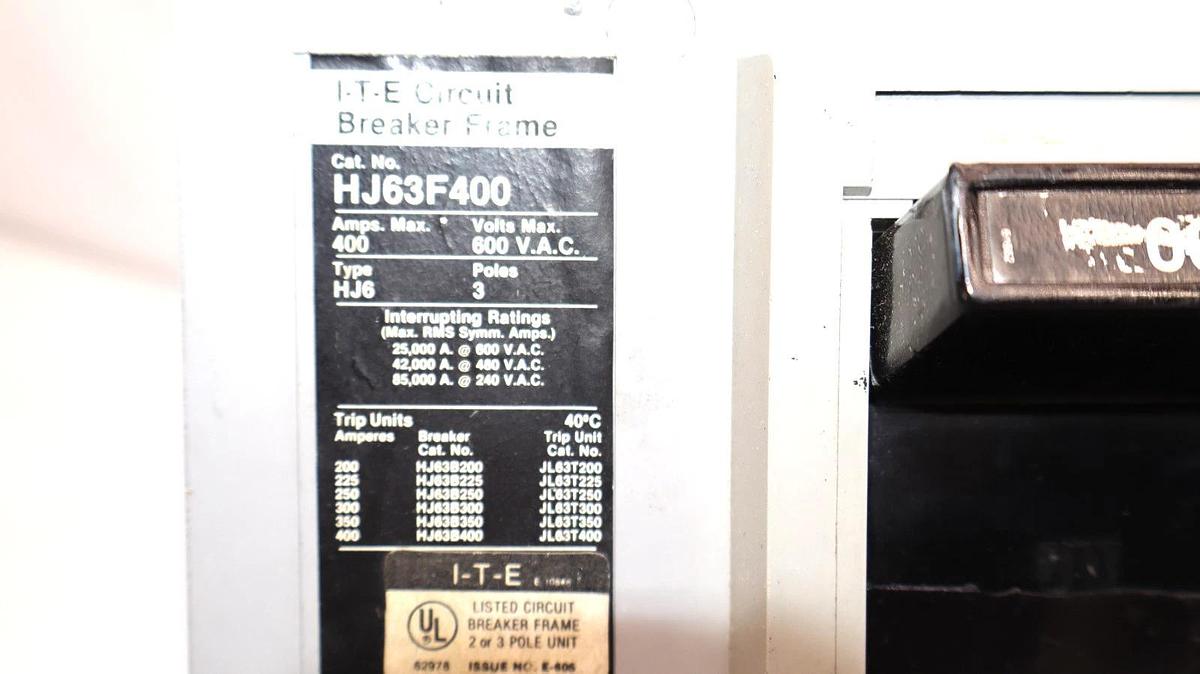 I-T-E Circuit
Breaker Frame
Cat. No.
HJ63F400
Amps. Max. Volts Max.
400 600 V.A.C.
Type Poles
HJ6 3
Interrupting Ratings
(Max. RMS Symm. Amps.)
25,000 A. @ 600 V.A.C.
42,000 A. @ 480 V.A.C.
65,000 A. @ 240 V.A.C.
Trip Units 40°C
Amperes Breaker Trip Unit
Cat. No. Cat. No.
200 HJ63B200 JL63T200
225 HJ63B225 JL63T225
250 HJ63B250 JL63T250
300 HJ63B300 JL63T300
350 HJ63B350 JL63T350
400 HJ63B400 JL63T400
I-T-E
UL LISTED CIRCUIT
BREAKER FRAME
2 or 3 POLE UNIT
62978 ISSUE NO. E-606